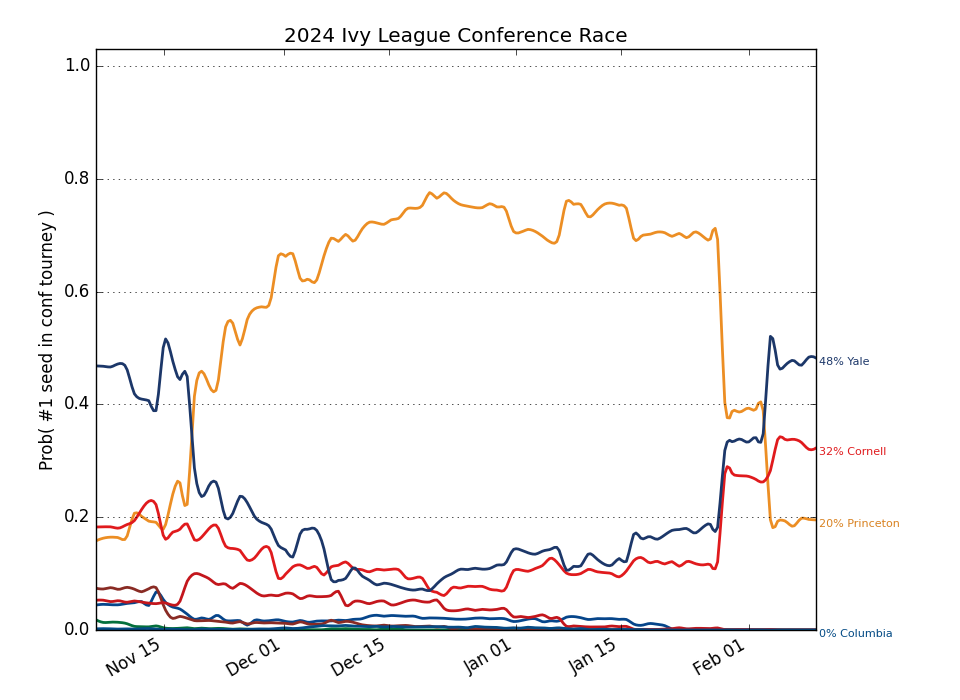 2024 Ivy League Conference Race
Prob( #1 seed in conf tourney )
1.0
0.8
0.6
0.4
0.2
0.0
Nov 15
Dec 01
Dec 15
Jan 01
Jan 15
Feb 01
48% Yale
32% Cornell
20% Princeton
0% Columbia